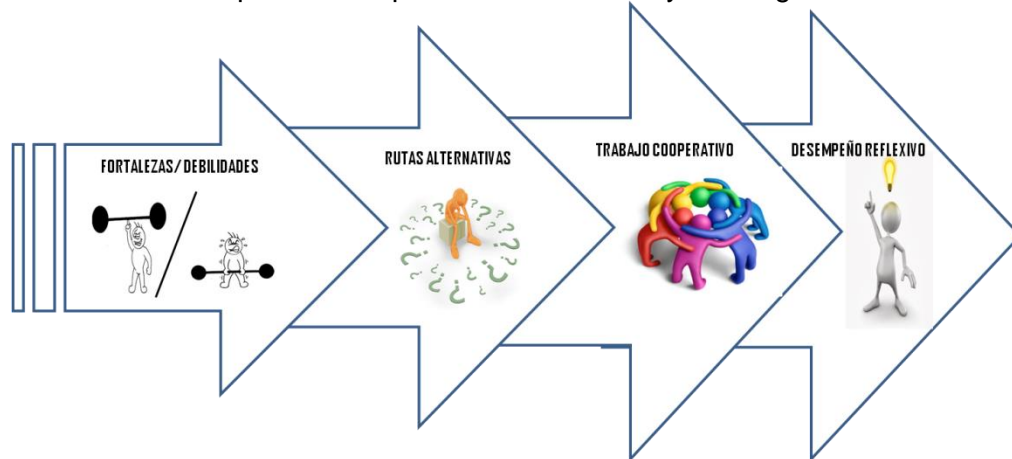 FORTALEZAS/ DEBILIDADES
RUTAS ALTERNATIVAS
TRABAJO COOPERATIVO
DESEMPEÑO REFLEXIVO